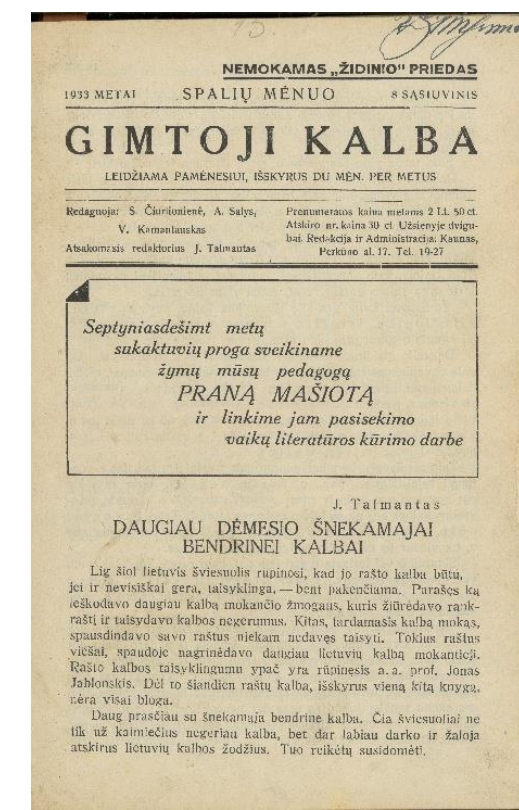 13.
NEMOKAMAS „ŽIDINIO" PRIEDAS
1933 METAI SPALIŲ MĖNUO 8 SĄSIUVINIS
GIMTOJI KALBA
LEIDŽIAMA PAMĖNESIUI, IŠSKYRUS DU MĖN. PER METUS
Redaguoja: S. Čiurlionienė, A. Salys,
V. Kamantauskas
Atsakomasis redaktorius J. Talmantas
Prenumeratos kaina metams 2 Lt. 50 ct.
Atskiro nr. kaina 30 ct. Užsienyje dvigu-
bai. Redakcija ir Administracija: Kaunas,
Perkūno al. 17. Tel. 19-27
Septyniasdešimt metų
sukaktuvių proga sveikiname
žymų mūsų pedagogą
PRANĄ MAŠIOTĄ
ir linkime jam pasisekimo
vaikų literatūros kūrimo darbe
J. Talmantas
DAUGIAU DĖMESIO ŠNEKAMAJAI
BENDRINEI KALBAI
Lig šiol lietuvis šviesuolis rūpinosi, kad jo rašto kalba būtų,
jei ir nevisiškai gera, taisyklinga, — bent pakenčiama. Parašęs ką
ieškodavo daugiau kalbą mokančio žmogaus, kuris žiūrėdavo rank-
raštį ir taisydavo kalbos negerumus. Kitas, tardamasis kalbą mokąs,
spausdindavo savo raštus niekam nedavęs taisyti. Tokius raštus
viešai, spaudoje nagrinėdavo daugiau lietuvių kalbą mokantieji.
Rašto kalbos taisyklingumu ypač yra rūpinęsis a. a. prof. Jonas
Jablonskis. Dėl to šiandien raštų kalba, išskyrus vieną kitą knygą,
nėra visai bloga.
Daug prasčiau su šnekamąja bendrine kalba. Čia šviesuoliai ne
tik už kaimiečius negeriau kalba, bet dar labiau darko ir žaloja
atskirus lietuvių kalbos žodžius. Tuo reikėtų susidomėti.